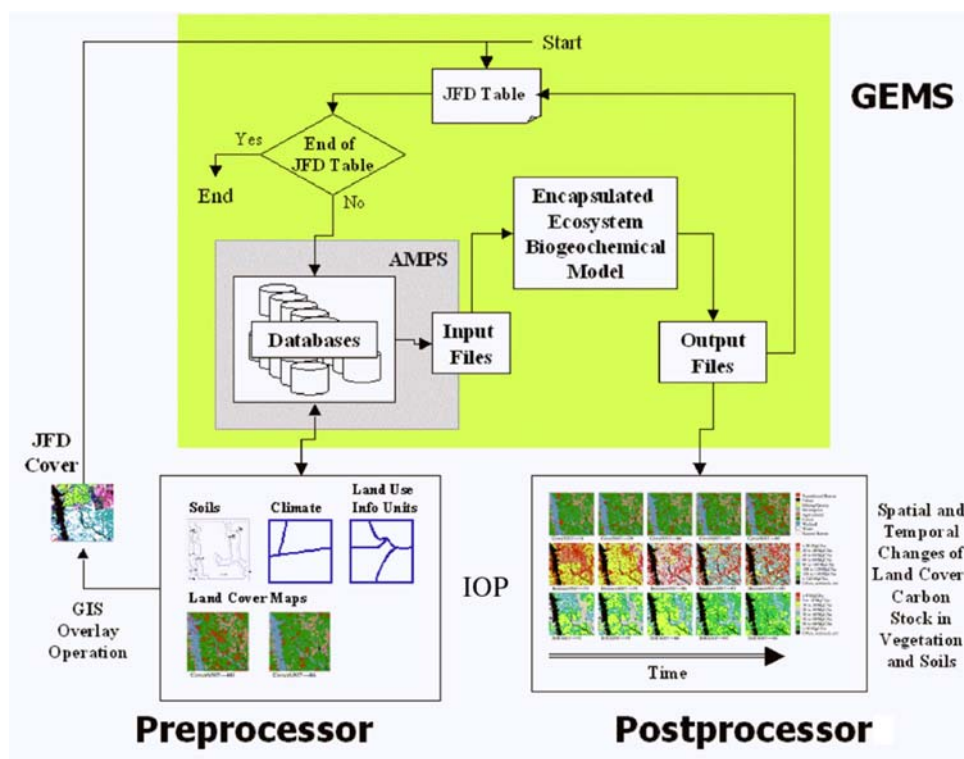 Start
JFD Table
GEMS
Yes
End of
JFD Table
End
No
Encapsulated
Ecosystem
Biogeochemical
Model
AMPS
Databases
Input
Files
Output
Files
JFD
Cover
GIS
Overlay
Operation
Soils
Climate
Land Use
Info Units
Land Cover Maps
IOP
Time
Spatial and
Temporal
Changes of
Land Cover
Carbon
Stock in
Vegetation
and Soils
Preprocessor
Postprocessor